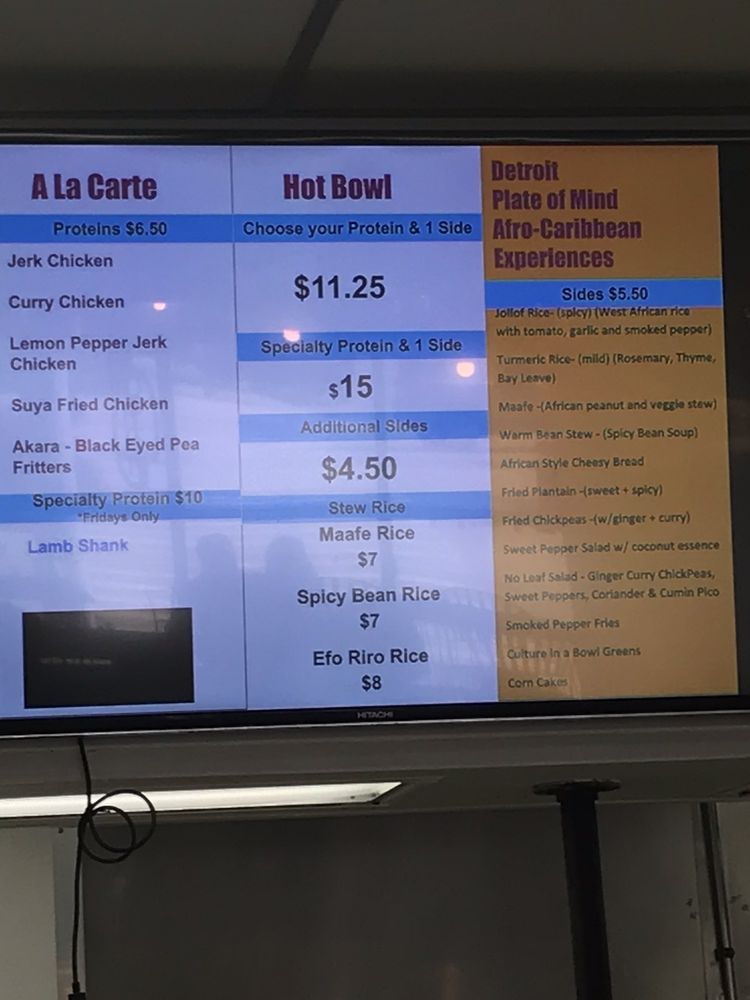 A La Carte
Proteins $6.50
Jerk Chicken
Curry Chicken
Lemon Pepper Jerk
Chicken
Suya Fried Chicken
Akara - Black Eyed Pea
Fritters
Specialty Protein $10
*Fridays Only
Lamb Shank
Hot Bowl
Choose your Protein & 1 Side
$11.25
Specialty Protein & 1 Side
$15
Additional Sides
$4.50
Stew Rice
Maafe Rice
$7
Spicy Bean Rice
$7
Efo Riro Rice
$8
Detroit
Plate of Mind
Afro-Caribbean
Experiences
Sides $5.50
Jollof Rice- (spicy) (West African rice
with tomato, garlic and smoked pepper)
Turmeric Rice- (mild) (Rosemary, Thyme,
Bay Leave)
Maafe -(African peanut and veggie stew)
Warm Bean Stew - (Spicy Bean Soup)
African Style Cheesy Bread
Fried Plantain -(sweet + spicy)
Fried Chickpeas -(w/ginger + curry)
Sweet Pepper Salad w/ coconut essence
No Leaf Salad - Ginger Curry ChickPeas,
Sweet Peppers, Coriander & Cumin Pico
Smoked Pepper Fries
Culture in a Bowl Greens
Corn Cakes
HITACHI